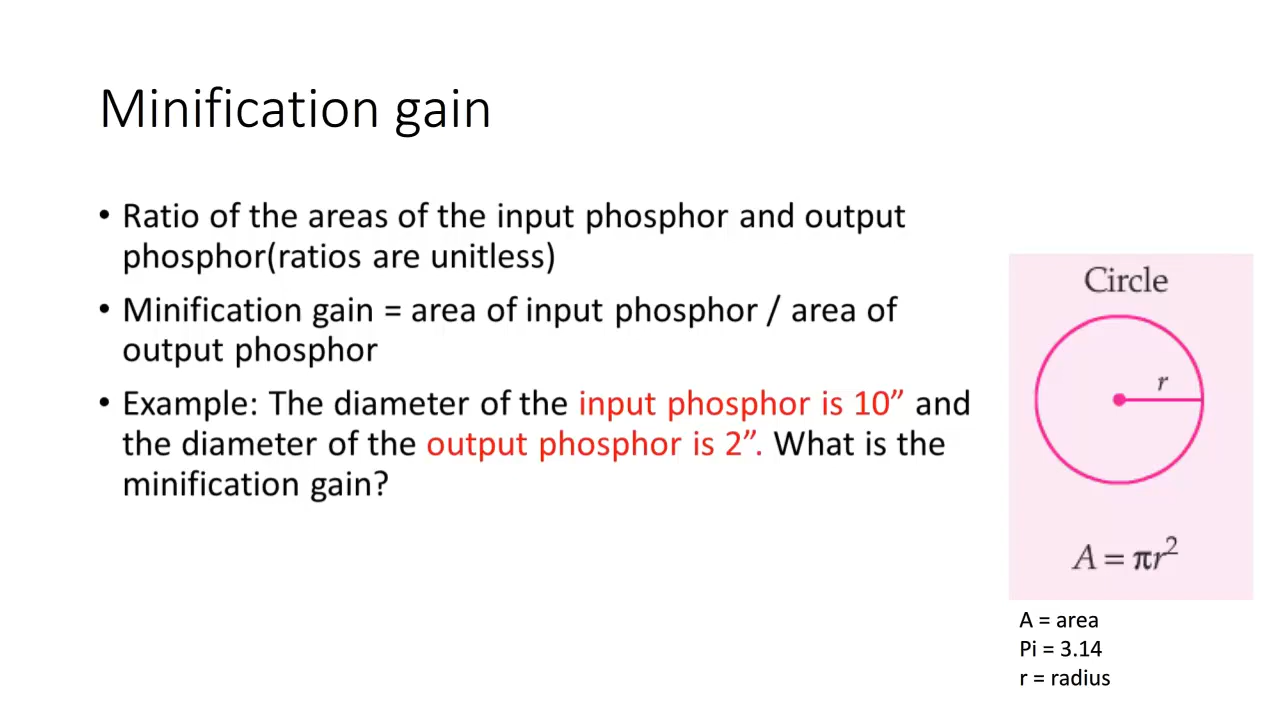 Minification gain
• Ratio of the areas of the input phosphor and output
phosphor(ratios are unitless)
• Minification gain = area of input phosphor / area of
output phosphor
• Example: The diameter of the input phosphor is 10” and
the diameter of the output phosphor is 2”. What is the
minification gain?
Circle
r
A = πr²
A = area
Pi = 3.14
r = radius